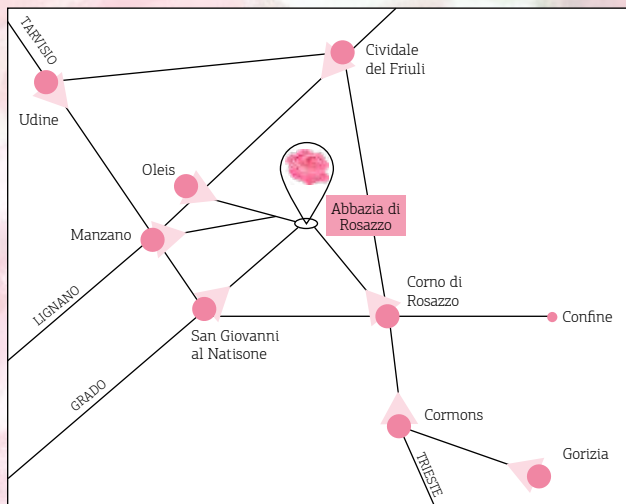 TARVISIO
Cividale
del Friuli
Udine
Oleis
Abbazia di
Rosazzo
Manzano
Corno di
Rosazzo
LIGNANO
Confine
San Giovanni
al Natisone
GRADO
Cormons
Gorizia
TRIESTE